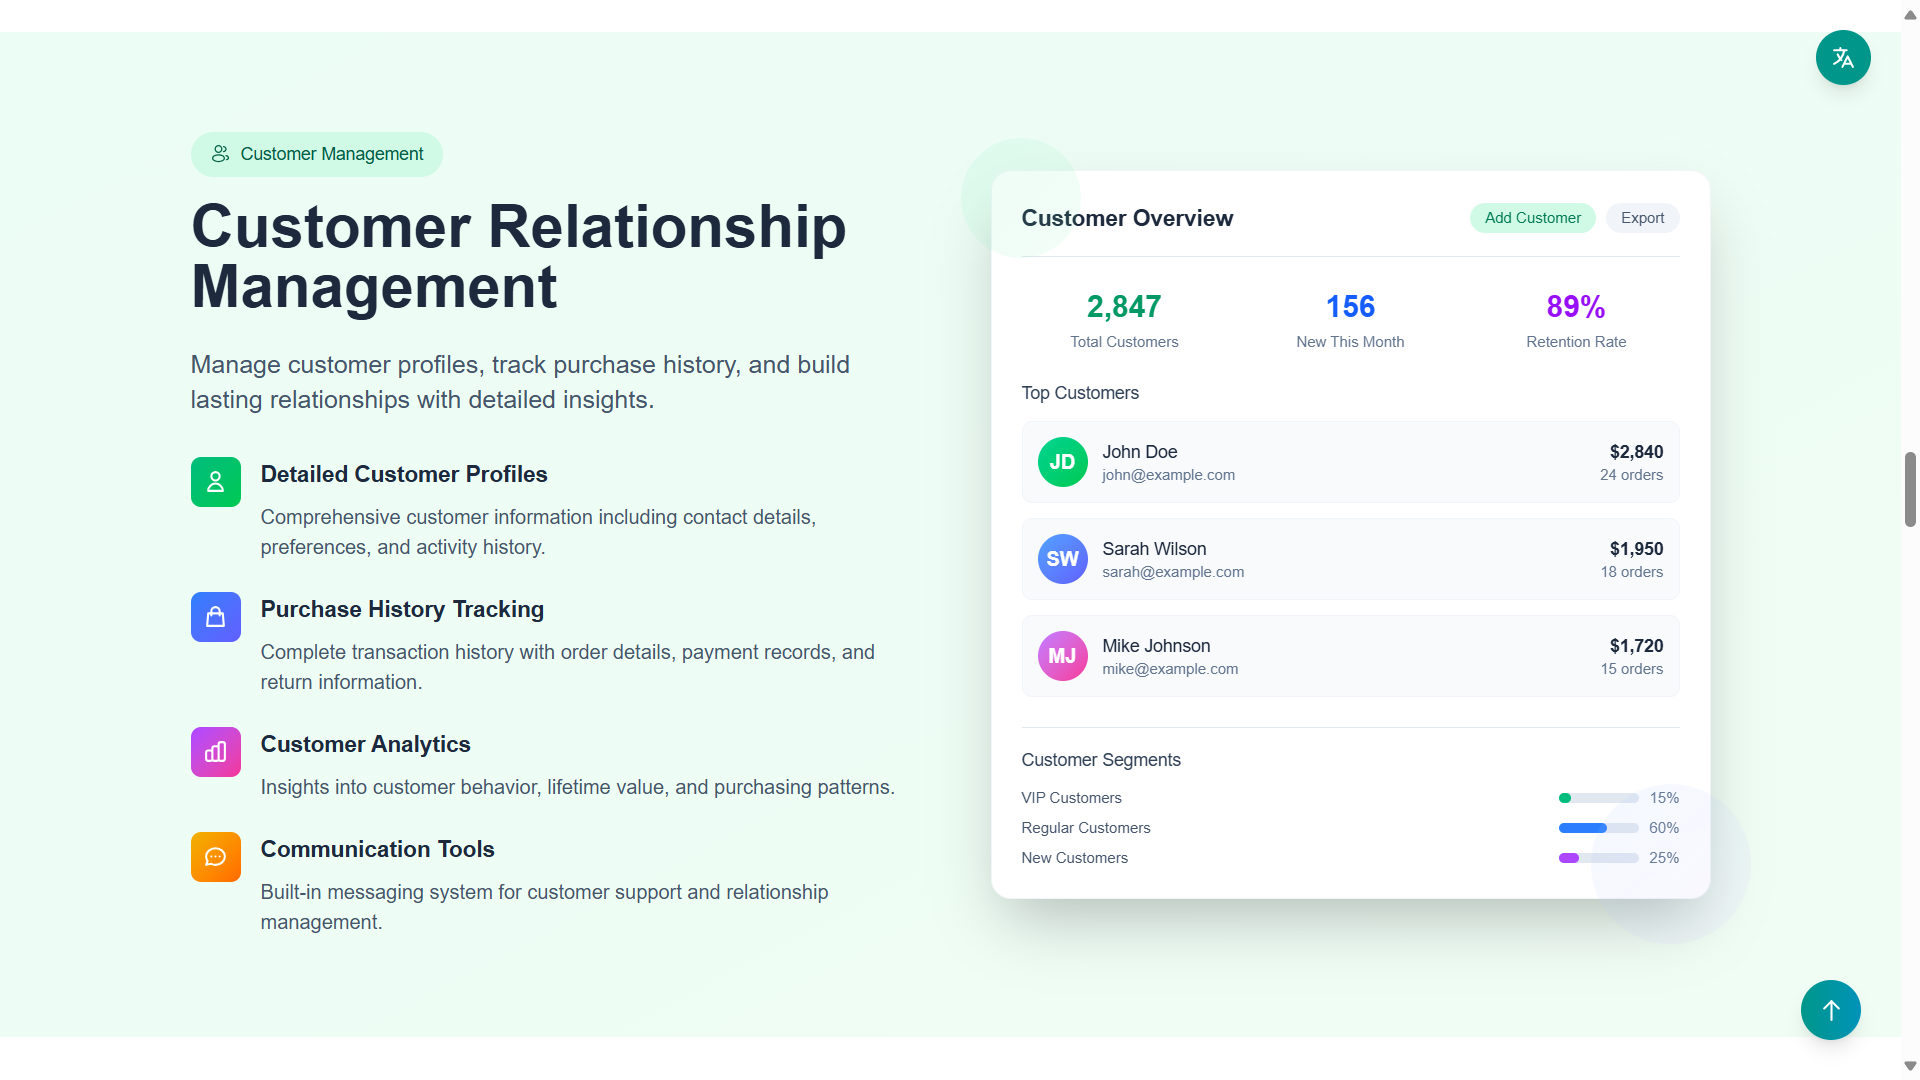 Customer Management
Customer Relationship
Management
Manage customer profiles, track purchase history, and build
lasting relationships with detailed insights.
Detailed Customer Profiles
Comprehensive customer information including contact details,
preferences, and activity history.
Purchase History Tracking
Complete transaction history with order details, payment records, and
return information.
Customer Analytics
Insights into customer behavior, lifetime value, and purchasing patterns.
Communication Tools
Built-in messaging system for customer support and relationship
management.
Customer Overview
Add Customer
Export
2,847
Total Customers
156
New This Month
89%
Retention Rate
Top Customers
JD
John Doe
john@example.com
$2,840
24 orders
SW
Sarah Wilson
sarah@example.com
$1,950
18 orders
MJ
Mike Johnson
mike@example.com
$1,720
15 orders
Customer Segments
VIP Customers
15%
Regular Customers
60%
New Customers
25%